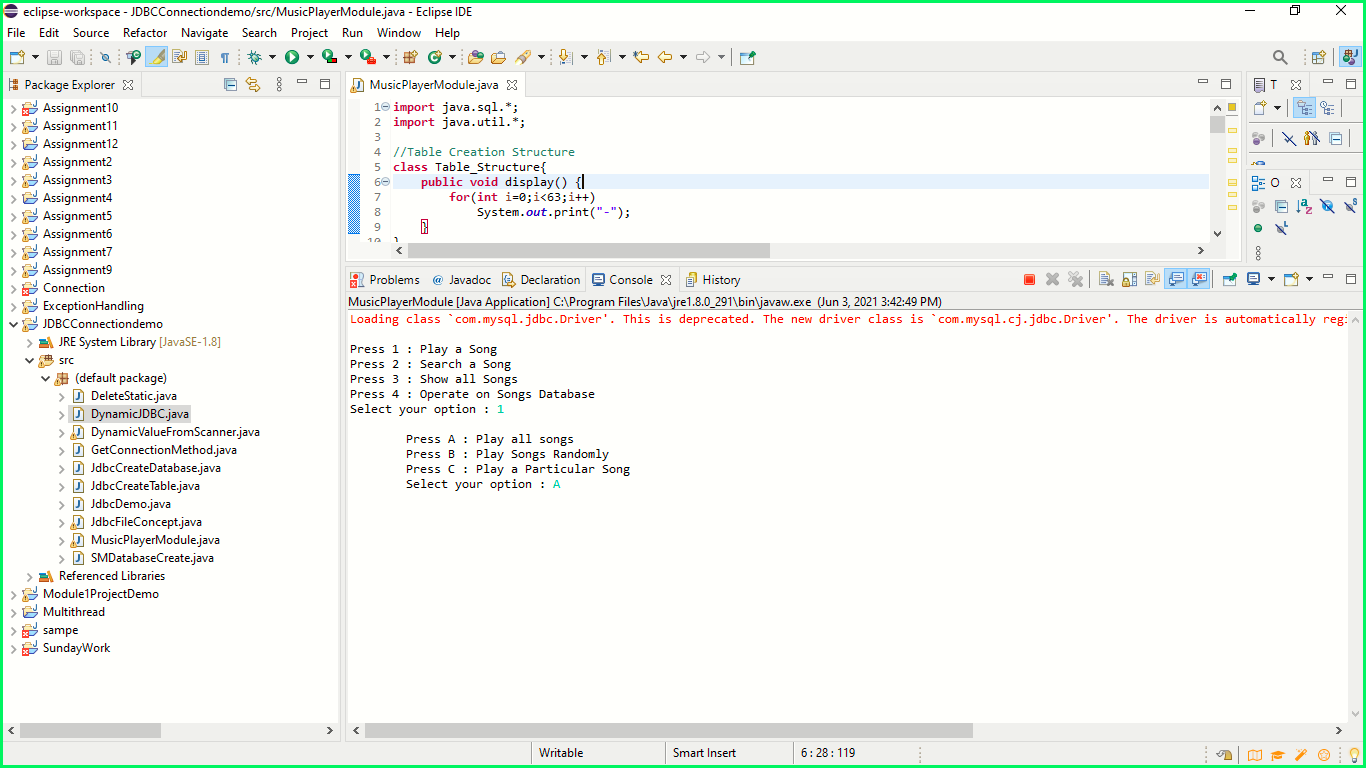 eclipse-workspace - JDBCConnectiondemo/src/MusicPlayerModule.java - Eclipse IDE
File Edit Source Refactor Navigate Search Project Run Window Help
Package Explorer
Assignment10
Assignment11
Assignment12
Assignment2
Assignment3
Assignment4
Assignment5
Assignment6
Assignment7
Assignment9
Connection
ExceptionHandling
JDBCConnectiondemo
JRE System Library [JavaSE-1.8]
src
(default package)
DeleteStatic.java
DynamicJDBC.java
DynamicValueFromScanner.java
GetConnectionMethod.java
JdbcCreateDatabase.java
JdbcCreateTable.java
JdbcDemo.java
JdbcFileConcept.java
MusicPlayerModule.java
SMDatabaseCreate.java
Referenced Libraries
Module1ProjectDemo
Multithread
sampe
SundayWork
MusicPlayerModule.java
1 import java.sql.*;
2 import java.util.*;
3
4 //Table Creation Structure
5 class Table_Structure{
6 public void display() {
7 for(int i=0;i<63;i++)
8 System.out.print("-");
9 }
10 }
T
O
Problems @ Javadoc Declaration Console History
MusicPlayerModule [Java Application] C:\Program Files\Java\jre1.8.0_291\bin\javaw.exe (Jun 3, 2021 3:42:49 PM)
Loading class `com.mysql.jdbc.Driver'. This is deprecated. The new driver class is `com.mysql.cj.jdbc.Driver'. The driver is automatically regi
Press 1 : Play a Song
Press 2 : Search a Song
Press 3 : Show all Songs
Press 4 : Operate on Songs Database
Select your option : 1
Press A : Play all songs
Press B : Play Songs Randomly
Press C : Play a Particular Song
Select your option : A
Writable Smart Insert 6 : 28 : 119